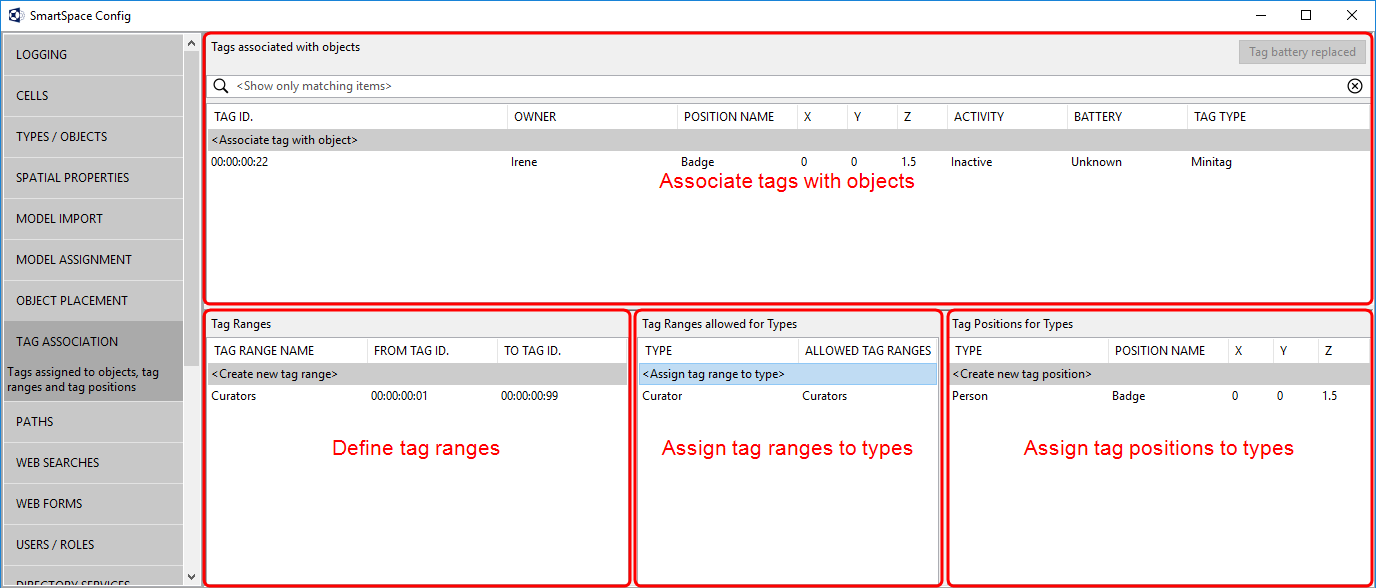 SmartSpace Config
LOGGING
CELLS
TYPES / OBJECTS
SPATIAL PROPERTIES
MODEL IMPORT
MODEL ASSIGNMENT
OBJECT PLACEMENT
TAG ASSOCIATION
Tags assigned to objects, tag
ranges and tag positions
PATHS
WEB SEARCHES
WEB FORMS
USERS / ROLES
DIRECTORY SERVICES
Tags associated with objects
Tag battery replaced
<Show only matching items>
TAG ID. OWNER POSITION NAME X Y Z ACTIVITY BATTERY TAG TYPE
<Associate tag with object>
00:00:00:22 Irene Badge 0 0 1.5 Inactive Unknown Minitag
Associate tags with objects
Tag Ranges
TAG RANGE NAME FROM TAG ID. TO TAG ID.
<Create new tag range>
Curators 00:00:00:01 00:00:00:99
Define tag ranges
Tag Ranges allowed for Types
TYPE ALLOWED TAG RANGES
<Assign tag range to type>
Curator Curators
Assign tag ranges to types
Tag Positions for Types
TYPE POSITION NAME X Y Z
<Create new tag position>
Person Badge 0 0 1.5
Assign tag positions to types